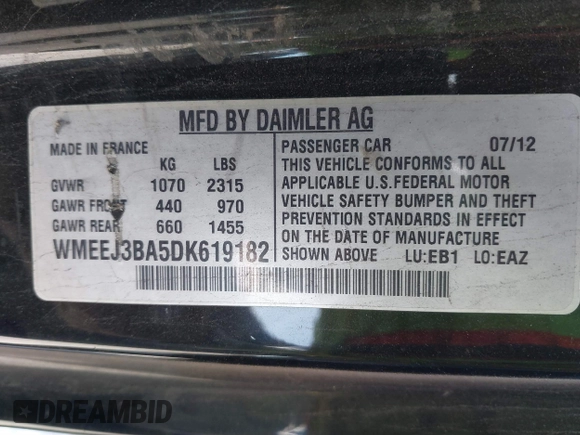 MFD BY DAIMLER AG
MADE IN FRANCE
KG LBS
GVWR 1070 2315
GAWR FRONT 440 970
GAWR REAR 660 1455
WMEEJ3BA5DK619182
PASSENGER CAR 07/12
THIS VEHICLE CONFORMS TO ALL
APPLICABLE U.S.FEDERAL MOTOR
VEHICLE SAFETY BUMPER AND THEFT
PREVENTION STANDARDS IN EFFECT
ON THE DATE OF MANUFACTURE
SHOWN ABOVE LU:EB1 LO:EAZ
DREAMBID